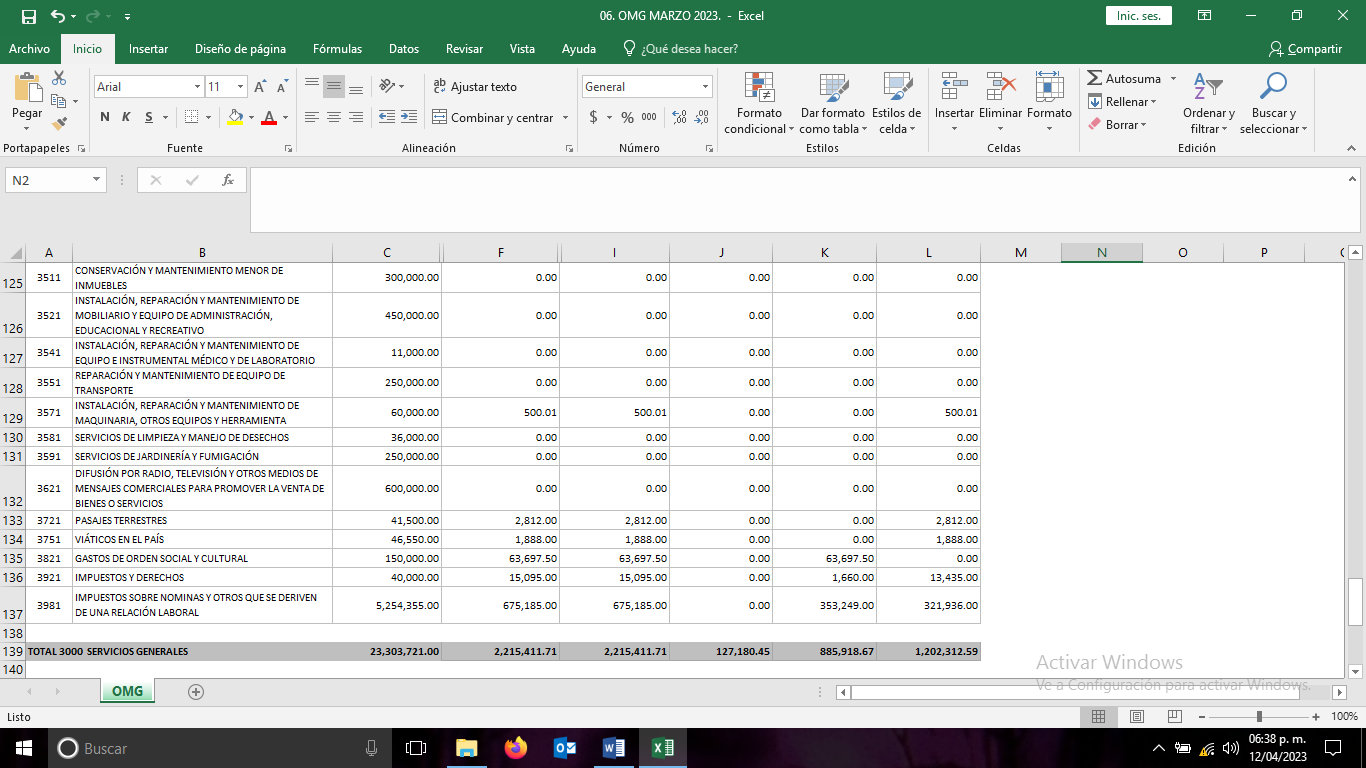 06. OMG MARZO 2023. - Excel
Inic. ses.
Archivo Inicio Insertar Diseño de página Fórmulas Datos Revisar Vista Ayuda ¿Qué desea hacer? Compartir
Pegar
Arial 11
N K S
Ajustar texto
Combinar y centrar
General
$ % 000
Formato condicional
Dar formato como tabla
Estilos de celda
Insertar Eliminar Formato
Autosuma
Rellenar
Borrar
Ordenar y filtrar
Buscar y seleccionar
Portapapeles Fuente Alineación Número Estilos Celdas Edición
N2 fx
A B C F I J K L M N O P
125 3511 CONSERVACIÓN Y MANTENIMIENTO MENOR DE
INMUEBLES 300,000.00 0.00 0.00 0.00 0.00 0.00
126 3521 INSTALACIÓN, REPARACIÓN Y MANTENIMIENTO DE
MOBILIARIO Y EQUIPO DE ADMINISTRACIÓN,
EDUCACIONAL Y RECREATIVO 450,000.00 0.00 0.00 0.00 0.00 0.00
127 3541 INSTALACIÓN, REPARACIÓN Y MANTENIMIENTO DE
EQUIPO E INSTRUMENTAL MÉDICO Y DE LABORATORIO 11,000.00 0.00 0.00 0.00 0.00 0.00
128 3551 REPARACIÓN Y MANTENIMIENTO DE EQUIPO DE
TRANSPORTE 250,000.00 0.00 0.00 0.00 0.00 0.00
129 3571 INSTALACIÓN, REPARACIÓN Y MANTENIMIENTO DE
MAQUINARIA, OTROS EQUIPOS Y HERRAMIENTA 60,000.00 500.01 500.01 0.00 0.00 500.01
130 3581 SERVICIOS DE LIMPIEZA Y MANEJO DE DESECHOS 36,000.00 0.00 0.00 0.00 0.00 0.00
131 3591 SERVICIOS DE JARDINERÍA Y FUMIGACIÓN 250,000.00 0.00 0.00 0.00 0.00 0.00
132 3621 DIFUSIÓN POR RADIO, TELEVISIÓN Y OTROS MEDIOS DE
MENSAJES COMERCIALES PARA PROMOVER LA VENTA DE
BIENES O SERVICIOS 600,000.00 0.00 0.00 0.00 0.00 0.00
133 3721 PASAJES TERRESTRES 41,500.00 2,812.00 2,812.00 0.00 0.00 2,812.00
134 3751 VIÁTICOS EN EL PAÍS 46,550.00 1,888.00 1,888.00 0.00 0.00 1,888.00
135 3821 GASTOS DE ORDEN SOCIAL Y CULTURAL 150,000.00 63,697.50 63,697.50 0.00 63,697.50 0.00
136 3921 IMPUESTOS Y DERECHOS 40,000.00 15,095.00 15,095.00 0.00 1,660.00 13,435.00
137 3981 IMPUESTOS SOBRE NOMINAS Y OTROS QUE SE DERIVEN
DE UNA RELACIÓN LABORAL 5,254,355.00 675,185.00 675,185.00 0.00 353,249.00 321,936.00
138
139 TOTAL 3000 SERVICIOS GENERALES 23,303,721.00 2,215,411.71 2,215,411.71 127,180.45 885,918.67 1,202,312.59
140
Activar Windows
Ve a Configuración para activar Windows.
OMG
Listo 100%
Buscar
06:38 p. m.
12/04/2023